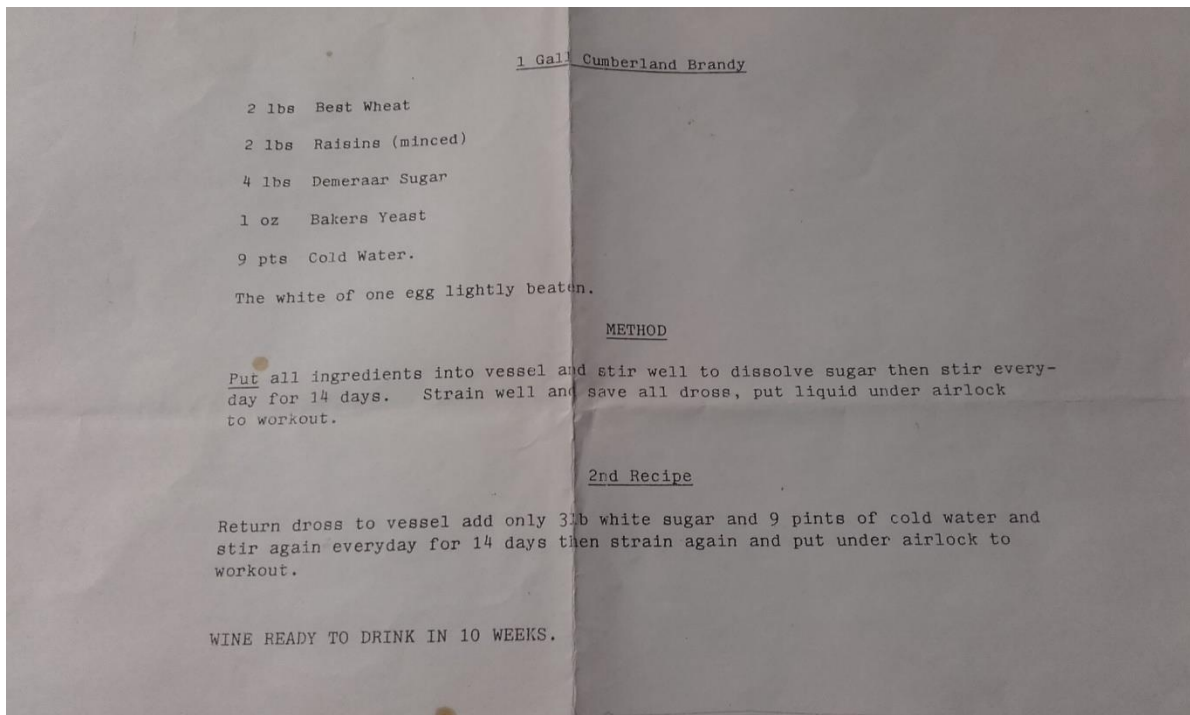 1 Gall Cumberland Brandy
2 lbs Best Wheat
2 lbs Raisins (minced)
4 lbs Demeraar Sugar
1 oz Bakers Yeast
9 pts Cold Water.
The white of one egg lightly beaten.
METHOD
Put all ingredients into vessel and stir well to dissolve sugar then stir every-
day for 14 days. Strain well and save all dross, put liquid under airlock
to workout.
2nd Recipe
Return dross to vessel add only 3lb white sugar and 9 pints of cold water and
stir again everyday for 14 days then strain again and put under airlock to
workout.
WINE READY TO DRINK IN 10 WEEKS.